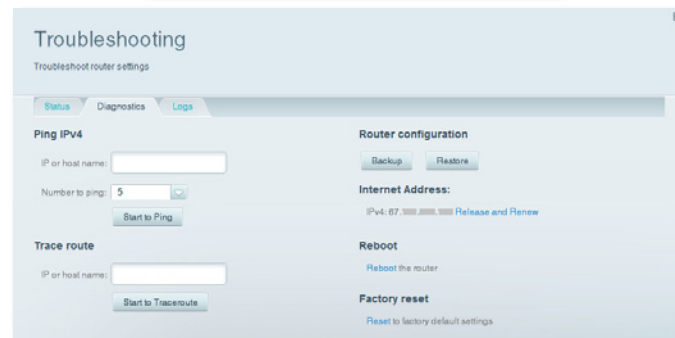 Troubleshooting
Troubleshoot router settings
Status
Diagnostics
Logs
Ping IPv4
IP or host name:
Number to ping: 5
Start to Ping
Trace route
IP or host name:
Start to Traceroute
Router configuration
Backup
Restore
Internet Address:
IPv4: 67. Release and Renew
Reboot
Reboot the router
Factory reset
Reset to factory default settings